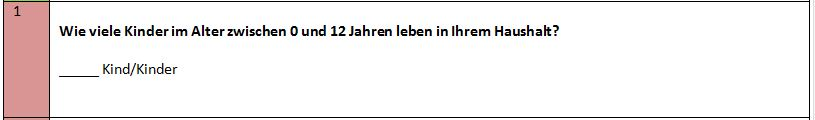 1
Wie viele Kinder im Alter zwischen 0 und 12 Jahren leben in Ihrem Haushalt?
_____ Kind/Kinder